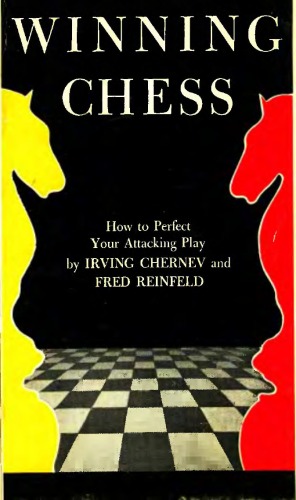 WINNING
CHESS
How to Perfect
Your Attacking Play
by IRVING CHERNEV and
FRED REINFELD